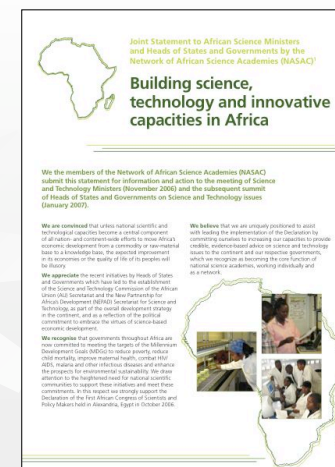 Joint Statement to African Science Ministers
and Heads of States and Governments by the
Network of African Science Academies (NASAC)¹
Building science,
technology and innovative
capacities in Africa
We the members of the Network of African Science Academies (NASAC)
submit this statement for information and action to the meeting of Science
and Technology Ministers (November 2006) and the subsequent summit
of Heads of States and Governments on Science and Technology issues
(January 2007).
We are convinced that unless national scientific and
technological capacities become a central component
of all nation- and continent-wide efforts to move Africa's
economy from a commodity or raw-material
base to a knowledge base, the expected improvement
in its economies or the quality of life of its peoples will
be illusory.
We appreciate the recent initiatives by Heads of States
and Governments which have led to the establishment
of the Science and Technology Commission of the African
Union (AU) Secretariat and the New Partnership for
Africa's Development (NEPAD) Secretariat for Science and
Technology, as part of the overall development strategy
in the continent, and as a reflection of the political
commitment to embrace the virtues of science-based
economic development.
We recognise that governments throughout Africa are
now committed to meeting the targets of the Millennium
Development Goals (MDGs) to reduce poverty, reduce
child mortality, improve maternal health, combat HIV/
AIDS, malaria and other infectious diseases and enhance
the prospects for environmental sustainability. We draw
attention to the heightened need for national scientific
communities to support these initiatives and meet these
commitments. In this respect we strongly support the
Declaration of the First African Congress of Scientists and
Policy Makers held in Alexandria, Egypt in October 2006.
We believe that we are uniquely positioned to assist
with leading the implementation of the Declaration by
commiting ourselves to increasing our capacities to provide
credible, evidence-based advice on science and technology
issues to the continent and our respective governments,
which we recognize as becoming the core function of
national science academies, working individually and
as a network.